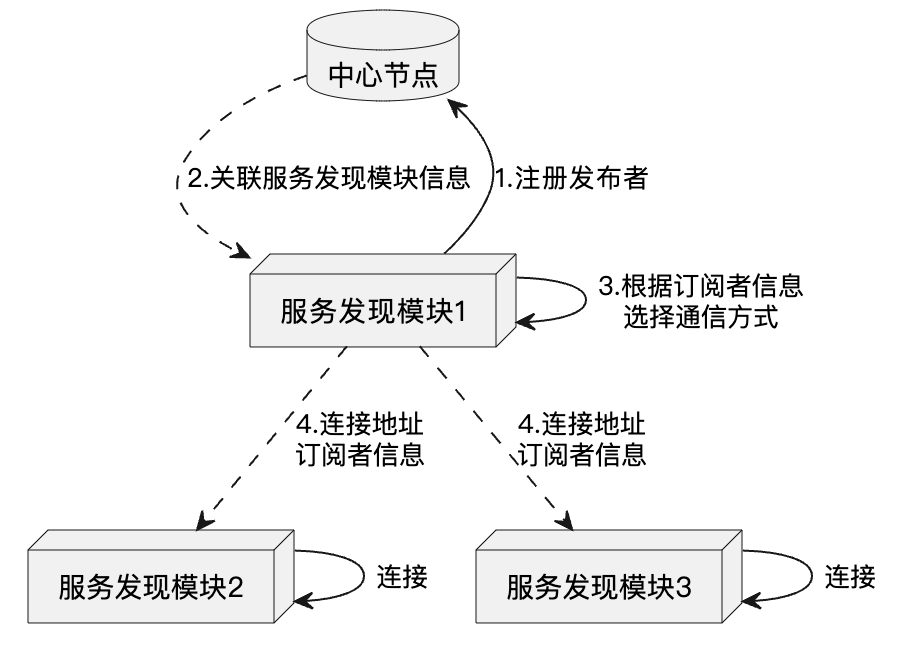 中心节点
2.关联服务发现模块信息
1.注册发布者
服务发现模块1
3.根据订阅者信息
选择通信方式
4.连接地址
订阅者信息
4.连接地址
订阅者信息
服务发现模块2
连接
服务发现模块3
连接